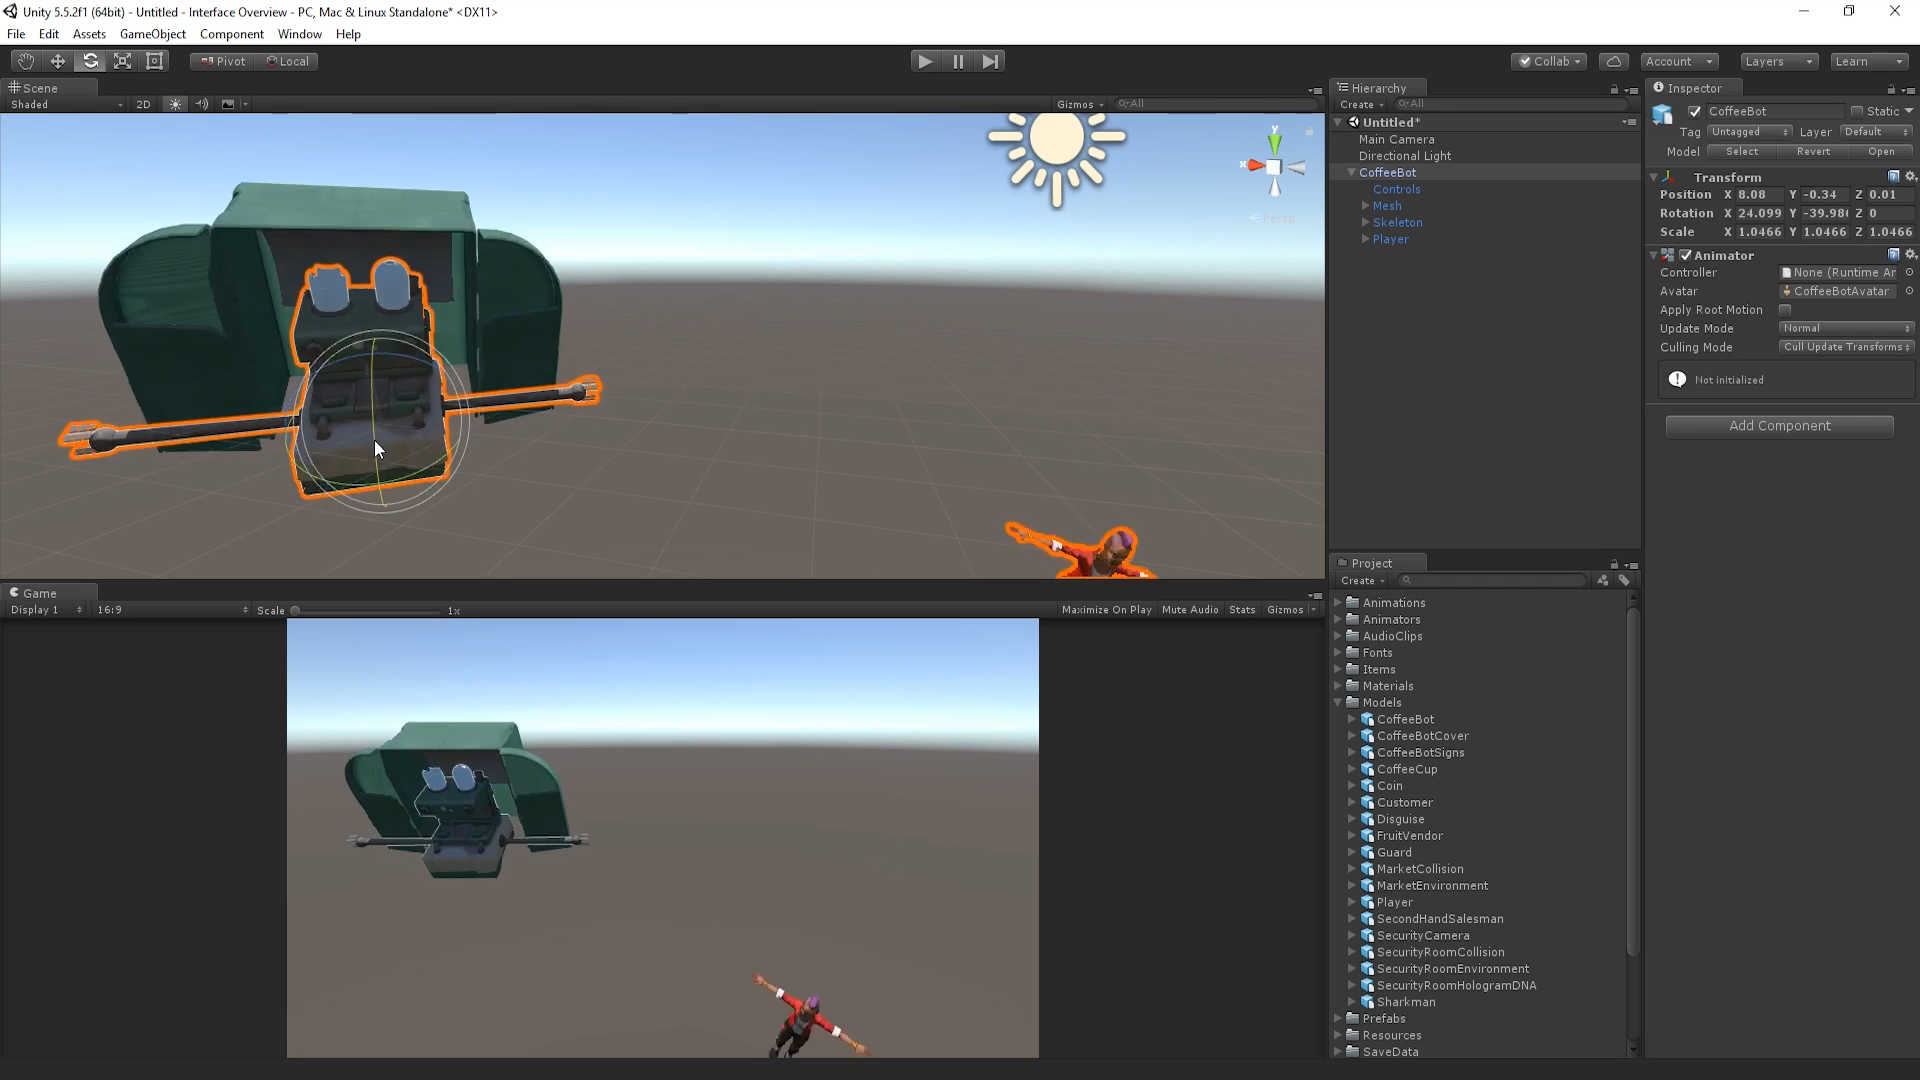 Unity 5.5.2f1 (64bit) - Untitled - Interface Overview - PC, Mac & Linux Standalone* <DX11>
File Edit Assets GameObject Component Window Help
Pivot Local Collab Account Layers Learn
Scene
Shaded 2D Gizmos All
y
x
Persp
Game
Display 1 16:9 Scale 1x Maximize On Play Mute Audio Stats Gizmos
Hierarchy
Create All
Untitled*
Main Camera
Directional Light
CoffeeBot
Controls
Mesh
Skeleton
Player
Project
Create
Animations
Animators
AudioClips
Fonts
Items
Materials
Models
CoffeeBot
CoffeeBotCover
CoffeeBotSigns
CoffeeCup
Coin
Customer
Disguise
FruitVendor
Guard
MarketCollision
MarketEnvironment
Player
SecondHandSalesman
SecurityCamera
SecurityRoomCollision
SecurityRoomEnvironment
SecurityRoomHologramDNA
Sharkman
Prefabs
Resources
SaveData
Inspector
CoffeeBot Static
Tag Untagged Layer Default
Model Select Revert Open
Transform
Position X 8.08 Y -0.34 Z 0.01
Rotation X 24.099 Y -39.98 Z 0
Scale X 1.0466 Y 1.0466 Z 1.0466
Animator
Controller None (Runtime Ar
Avatar CoffeeBotAvatar
Apply Root Motion
Update Mode Normal
Culling Mode Cull Update Transforms
Not initialized
Add Component